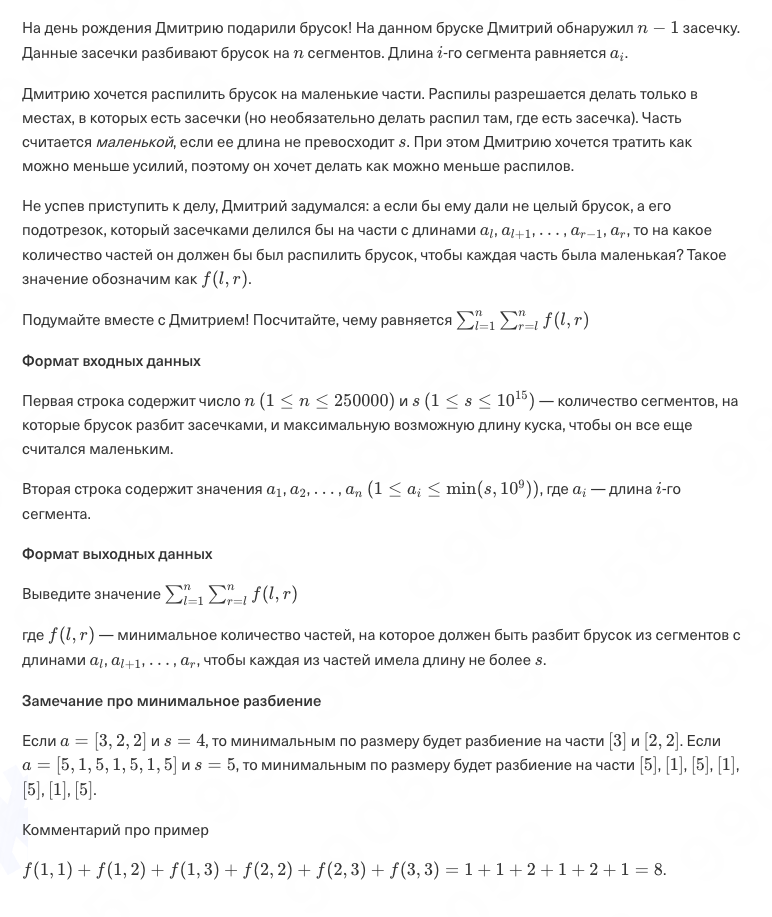 На день рождения Дмитрию подарили брусок! На данном бруске Дмитрий обнаружил n − 1 засечку.
Данные засечки разбивают брусок на n сегментов. Длина i-го сегмента равняется a_i.
Дмитрию хочется распилить брусок на маленькие части. Распилы разрешается делать только в
местах, в которых есть засечки (но необязательно делать распил там, где есть засечка). Часть
считается маленькой, если ее длина не превосходит s. При этом Дмитрию хочется тратить как
можно меньше усилий, поэтому он хочет делать как можно меньше распилов.
Не успев приступить к делу, Дмитрий задумался: а если бы ему дали не целый брусок, а его
подотрезок, который засечками делился бы на части с длинами a_l, a_{l+1}, . . . , a_{r−1}, a_r, то на какое
количество частей он должен бы был распилить брусок, чтобы каждая часть была маленькая? Такое
значение обозначим как f(l, r).
Подумайте вместе с Дмитрием! Посчитайте, чему равняется ∑_{l=1}^{n} ∑_{r=l}^{n} f(l, r)
Формат входных данных
Первая строка содержит число n (1 ≤ n ≤ 250000) и s (1 ≤ s ≤ 10^{15}) — количество сегментов, на
которые брусок разбит засечками, и максимальную возможную длину куска, чтобы он все еще
считался маленьким.
Вторая строка содержит значения a_1, a_2, . . . , a_n (1 ≤ a_i ≤ min(s, 10^9)), где a_i — длина i-го
сегмента.
Формат выходных данных
Выведите значение ∑_{l=1}^{n} ∑_{r=l}^{n} f(l, r)
где f(l, r) — минимальное количество частей, на которое должен быть разбит брусок из сегментов с
длинами a_l, a_{l+1}, . . . , a_r, чтобы каждая из частей имела длину не более s.
Замечание про минимальное разбиение
Если a = [3, 2, 2] и s = 4, то минимальным по размеру будет разбиение на части [3] и [2, 2]. Если
a = [5, 1, 5, 1, 5, 1, 5] и s = 5, то минимальным по размеру будет разбиение на части [5], [1], [5], [1],
[5], [1], [5].
Комментарий про пример
f(1, 1) + f(1, 2) + f(1, 3) + f(2, 2) + f(2, 3) + f(3, 3) = 1 + 1 + 2 + 1 + 2 + 1 = 8.